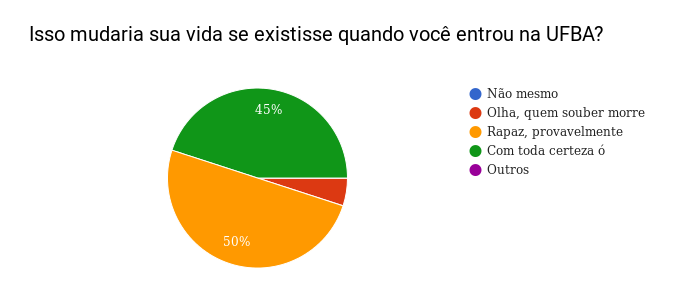 Isso mudaria sua vida se existisse quando você entrou na UFBA?
45%
50%
Não mesmo
Olha, quem souber morre
Rapaz, provavelmente
Com toda certeza ó
Outros